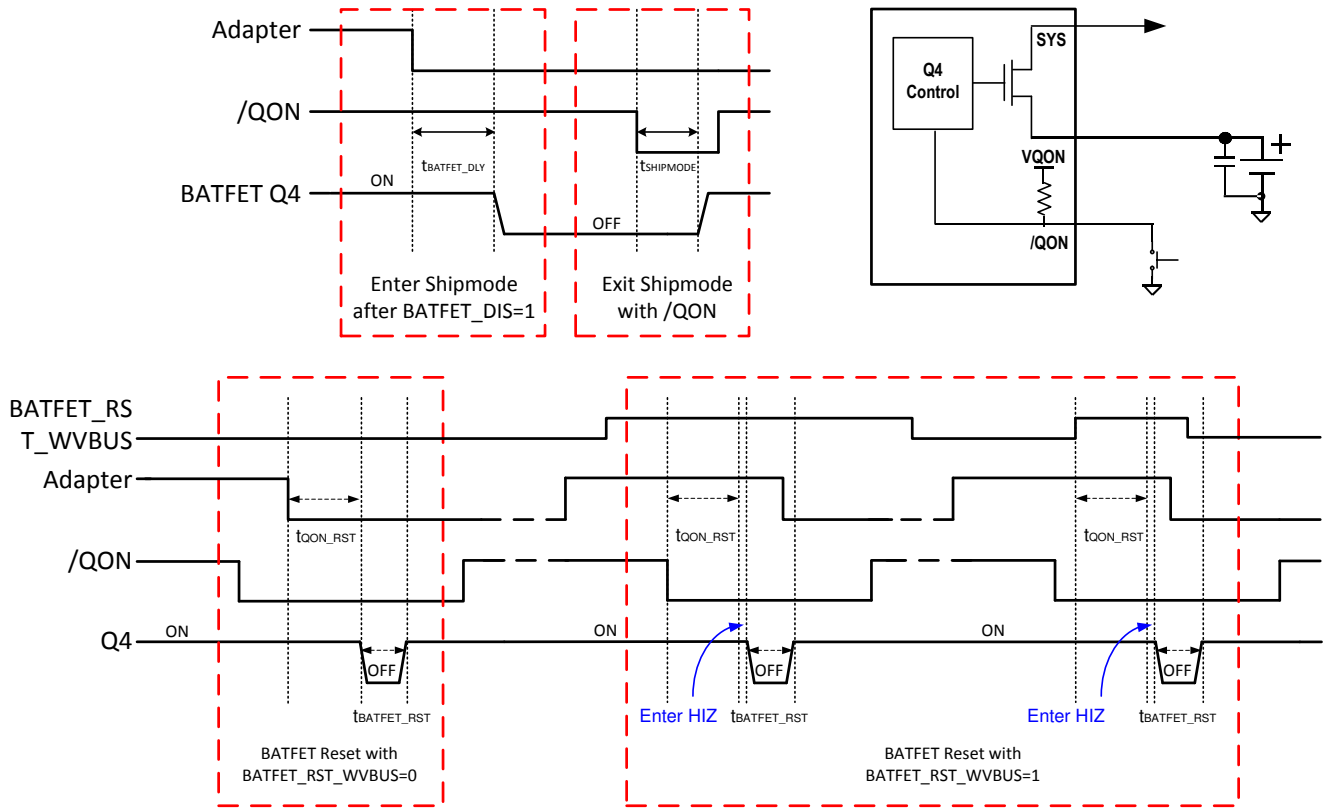 Adapter
/QON
tBATFET_DLY
tSHIPMODE
BATFET Q4
ON
OFF
Enter Shipmode
after BATFET_DIS=1
Exit Shipmode
with /QON
SYS
Q4
Control
VQON
+
/QON
BATFET_RS
T_WVBUS
Adapter
tQON_RST
tQON_RST
tQON_RST
/QON
Q4
ON
ON
ON
OFF
OFF
OFF
tBATFET_RST
Enter HIZ
tBATFET_RST
Enter HIZ
tBATFET_RST
BATFET Reset with
BATFET_RST_WVBUS=0
BATFET Reset with
BATFET_RST_WVBUS=1